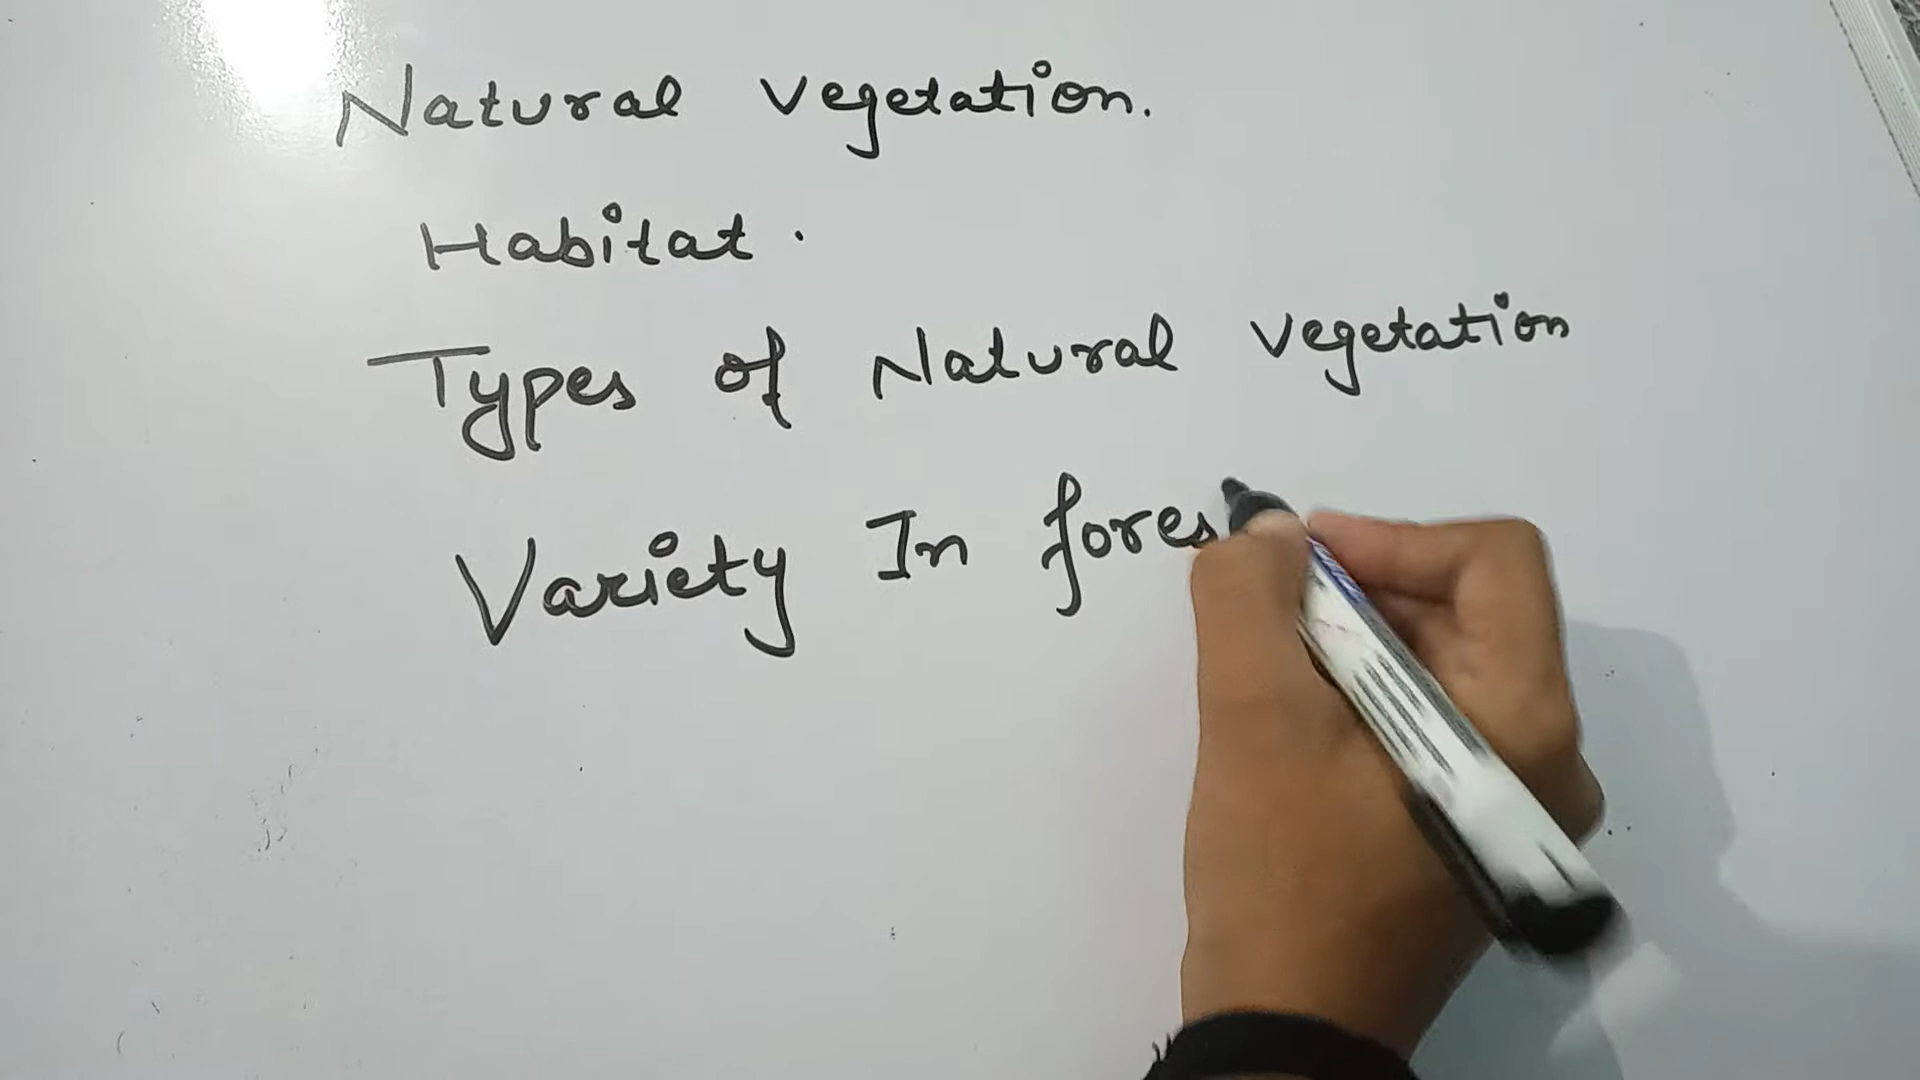 Natural Vegetation.
Habitat.
Types of Natural Vegetation
Variety In fores